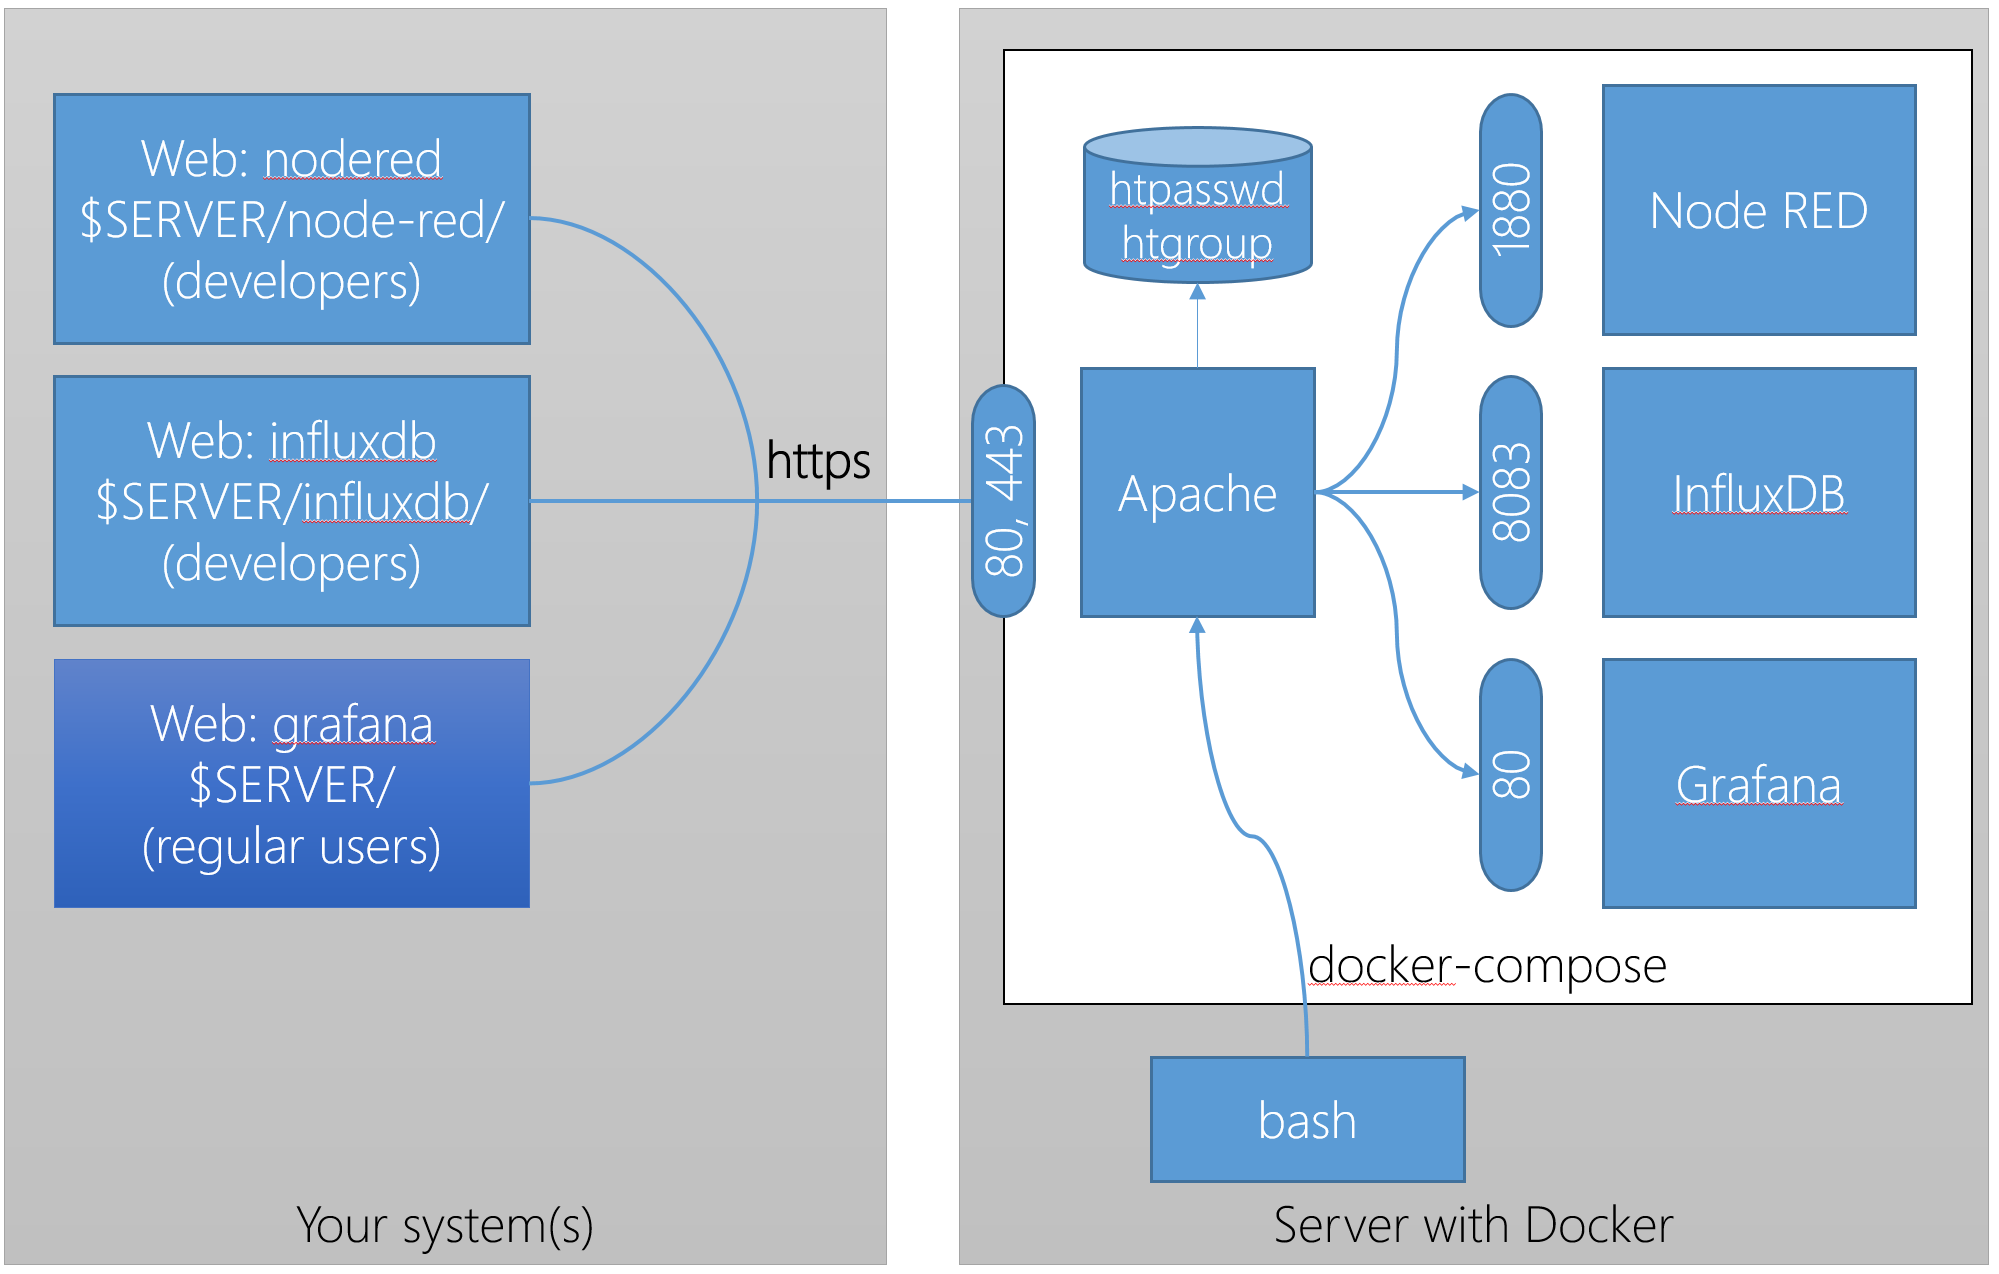 Web: nodered
$SERVER/node-red/
(developers)
Web: influxdb
$SERVER/influxdb/
(developers)
Web: grafana
$SERVER/
(regular users)
https
Your system(s)
80, 443
htpasswd
htgroup
Apache
1880
8083
80
Node RED
InfluxDB
Grafana
docker-compose
bash
Server with Docker